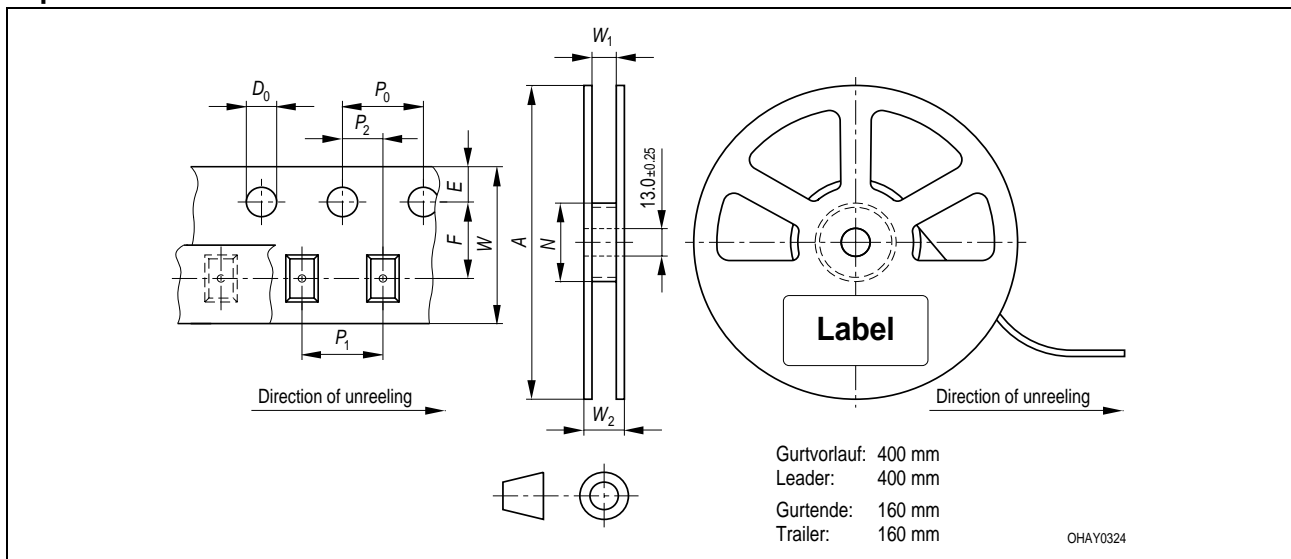 W₁
D₀
P₀
P₂
E
F
W
A
N
13.0±0.25
Label
P₁
Direction of unreeling
W₂
Direction of unreeling
Gurtvorlauf: 400 mm
Leader: 400 mm
Gurtende: 160 mm
Trailer: 160 mm
OHAY0324